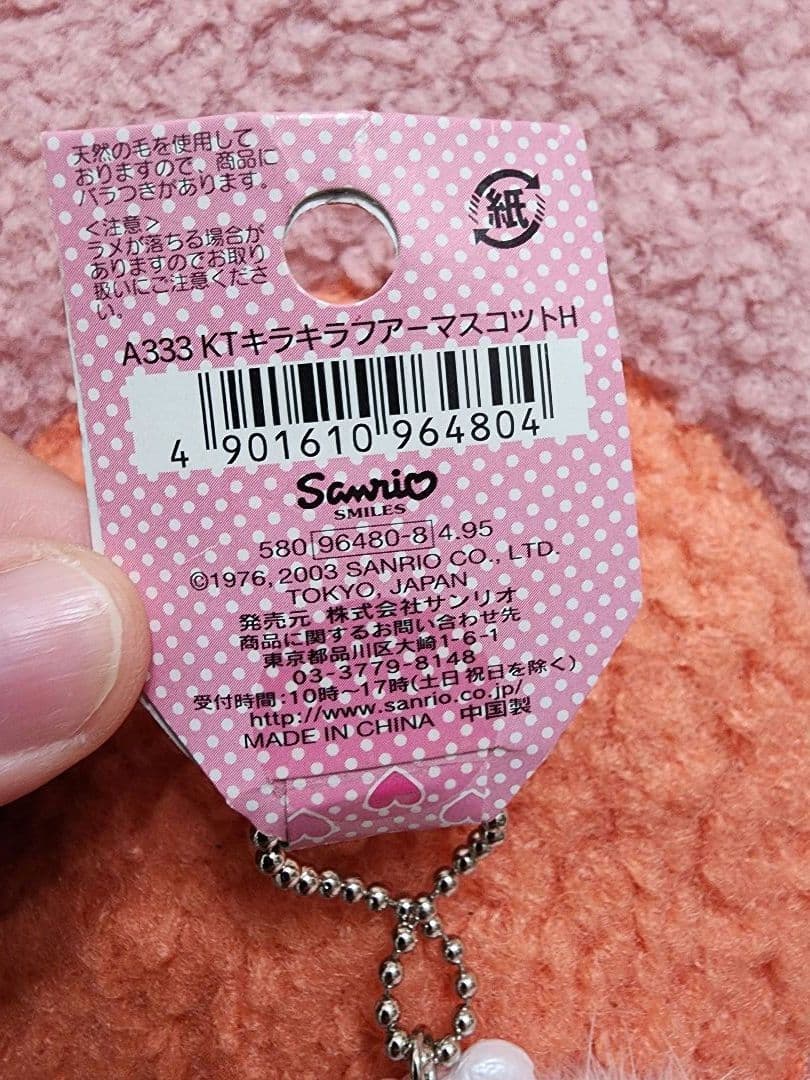 天然の毛を使用して
おりますので、商品に
バラつきがあります。
<注意>
ラメが落ちる場合が
ありますのでお取り
扱いにご注意くださ
い。
紙
A333 KTキラキラフアーマスコツトH
4 901610 964804
Sanrio
SMILES
580 96480-8 4.95
©1976, 2003 SANRIO CO., LTD.
TOKYO, JAPAN
発売元 株式会社サンリオ
商品に関するお問い合わせ先
東京都品川区大崎1-6-1
03-3779-8148
受付時間:10時〜17時(土日祝日を除く)
http://www.sanrio.co.jp/
MADE IN CHINA 中国製